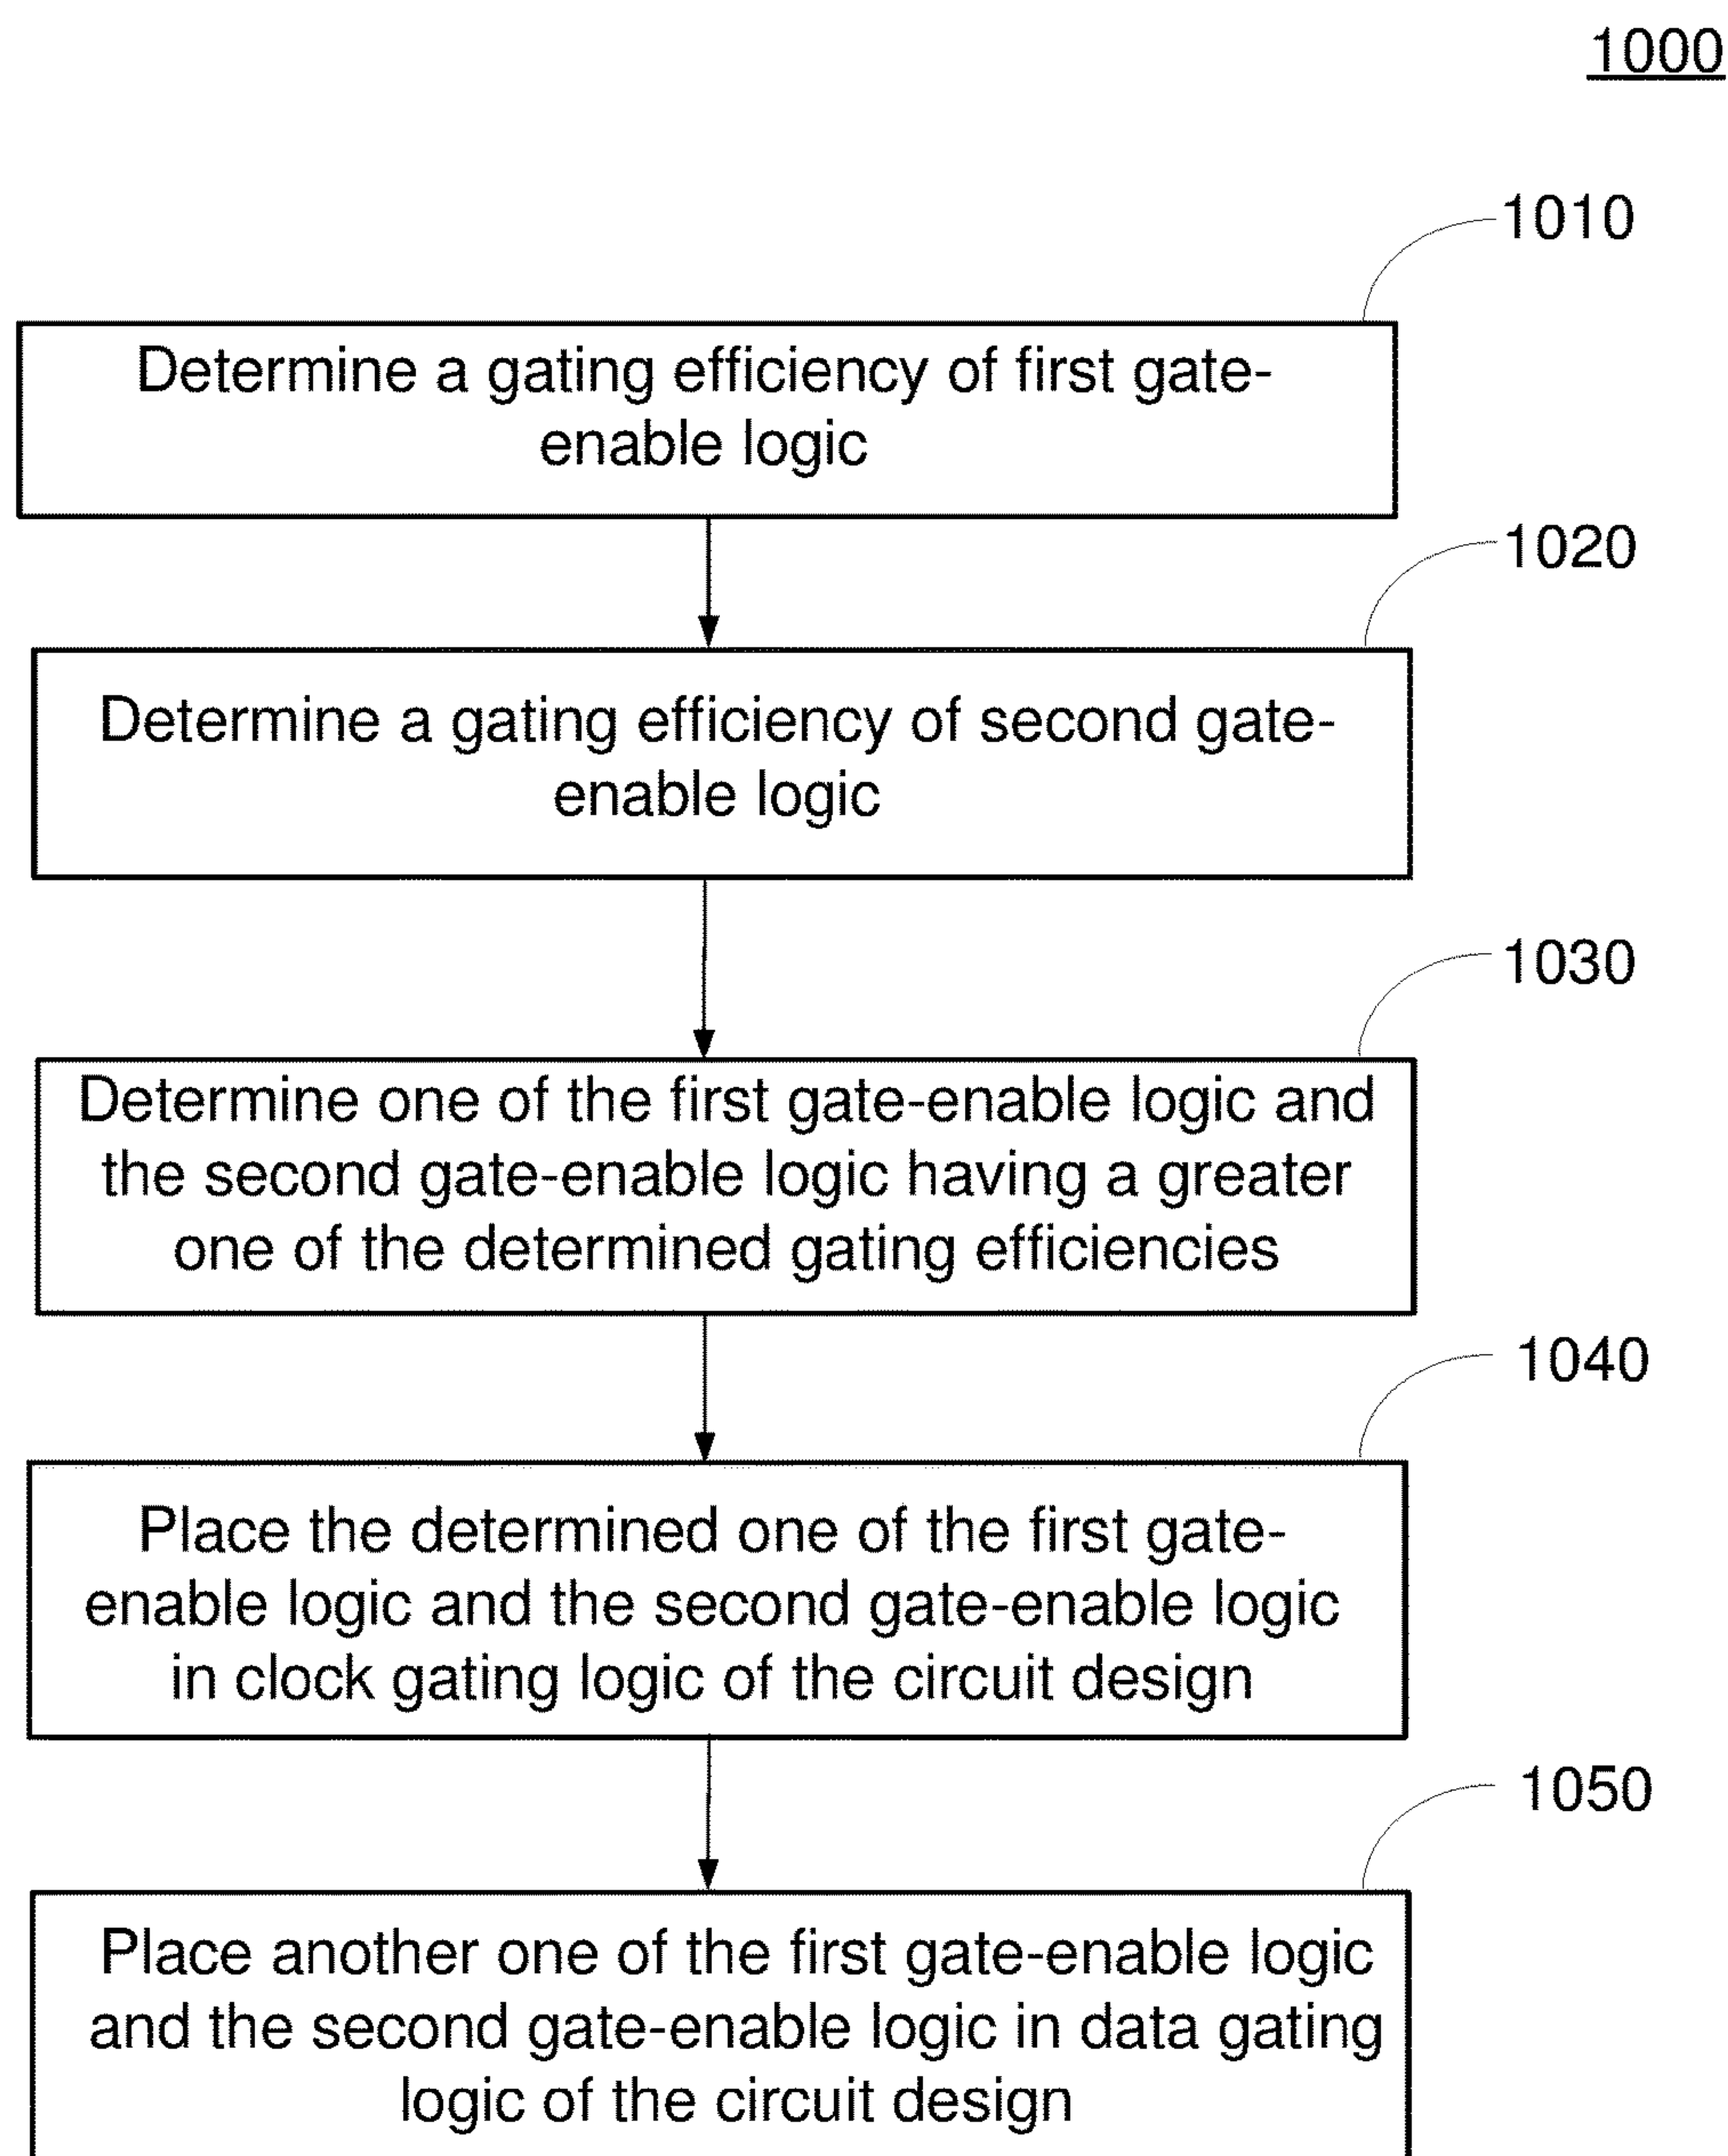 1000
1010
Determine a gating efficiency of first gate-
enable logic
1020
Determine a gating efficiency of second gate-
enable logic
1030
Determine one of the first gate-enable logic and
the second gate-enable logic having a greater
one of the determined gating efficiencies
1040
Place the determined one of the first gate-
enable logic and the second gate-enable logic
in clock gating logic of the circuit design
1050
Place another one of the first gate-enable logic
and the second gate-enable logic in data gating
logic of the circuit design